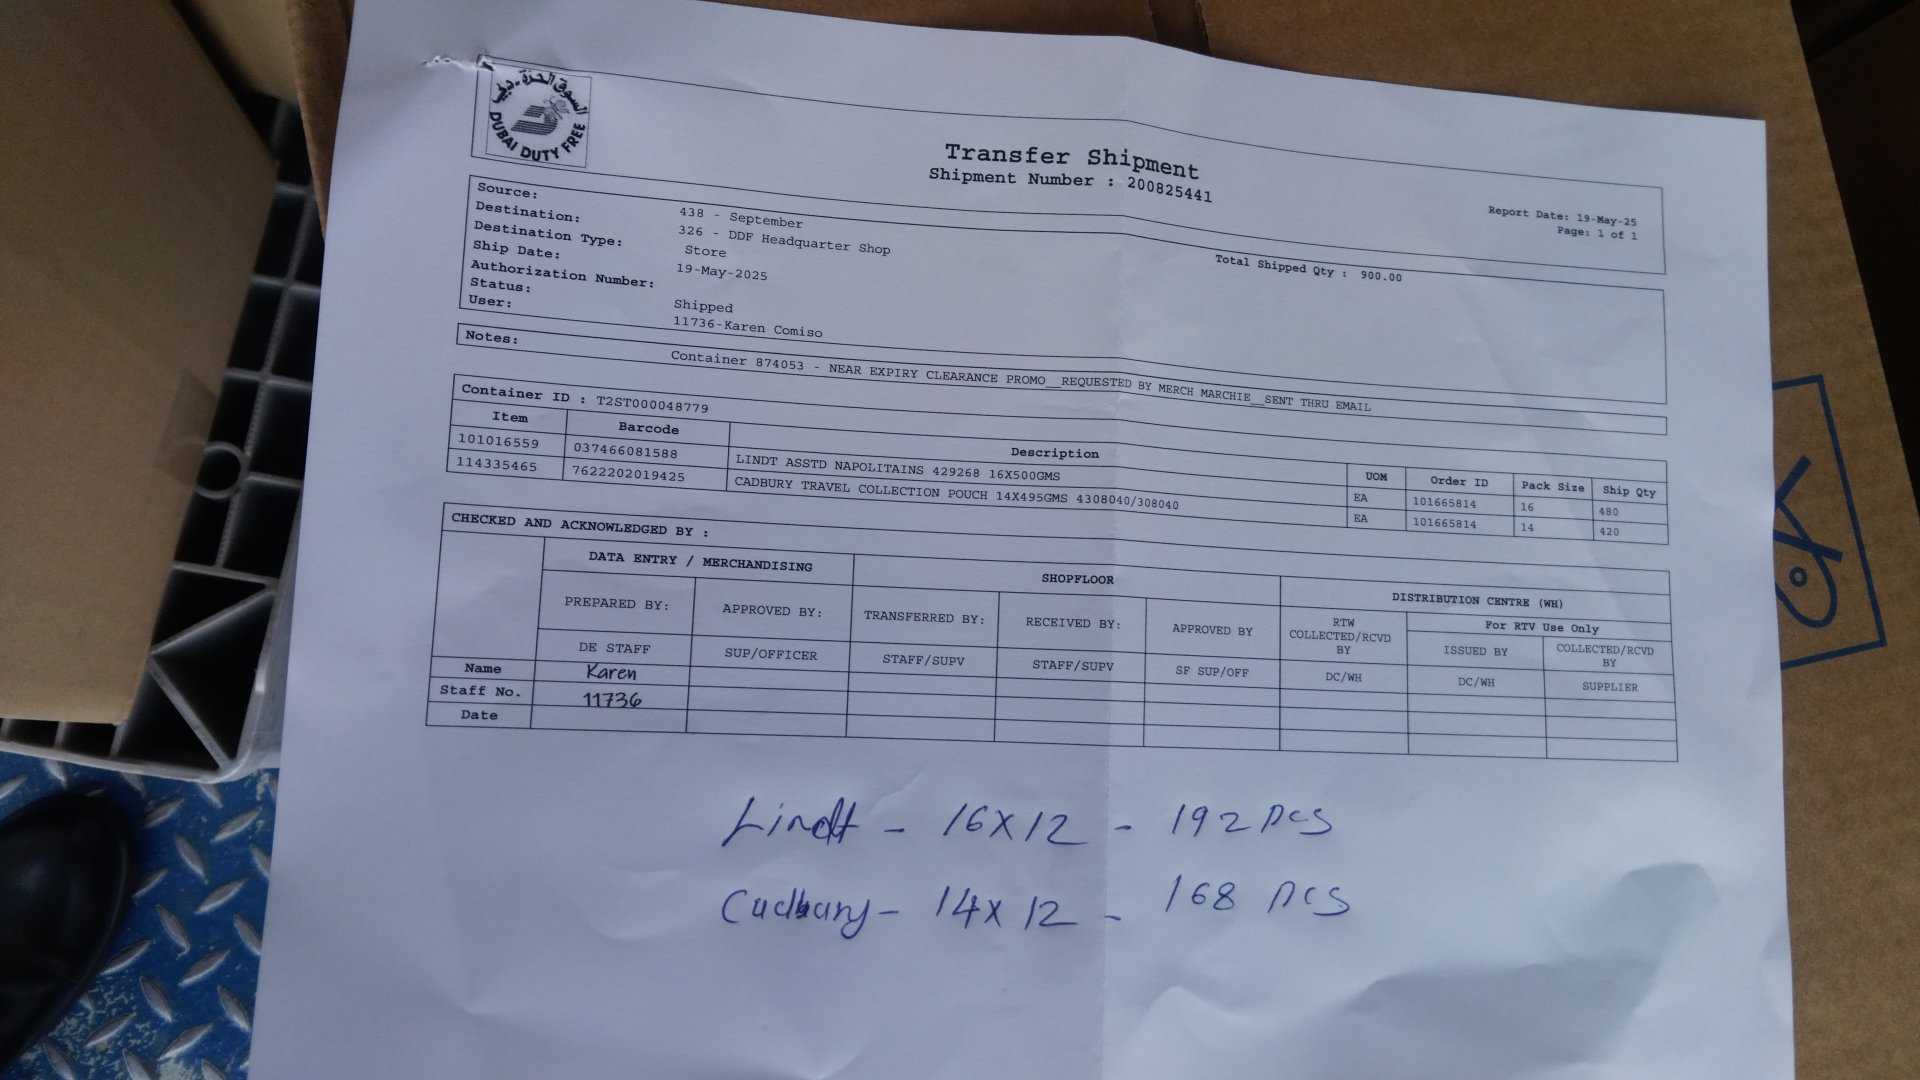 السوق الحرة - دبي
DUBAI DUTY FREE
Transfer Shipment
Shipment Number : 200825441
Report Date: 19-May-25
Page: 1 of 1
Source: 438 - September
Destination: 326 - DDF Headquarter Shop
Destination Type: Store
Ship Date: 19-May-2025
Authorization Number:
Status: Shipped
User: 11736-Karen Comiso
Total Shipped Qty : 900.00
Notes: Container 874053 - NEAR EXPIRY CLEARANCE PROMO__REQUESTED BY MERCH MARCHIE__SENT THRU EMAIL
Container ID : T2ST000048779
Item Barcode Description UOM Order ID Pack Size Ship Qty
101016559 037466081588 LINDT ASSTD NAPOLITAINS 429268 16X500GMS EA 101665814 16 480
114335465 7622202019425 CADBURY TRAVEL COLLECTION POUCH 14X495GMS 4308040/308040 EA 101665814 14 420
CHECKED AND ACKNOWLEDGED BY :
DATA ENTRY / MERCHANDISING SHOPFLOOR DISTRIBUTION CENTRE (WH)
PREPARED BY: APPROVED BY: TRANSFERRED BY: RECEIVED BY: APPROVED BY RTW COLLECTED/RCVD BY For RTV Use Only
ISSUED BY COLLECTED/RCVD BY
DE STAFF SUP/OFFICER STAFF/SUPV STAFF/SUPV SF SUP/OFF DC/WH DC/WH SUPPLIER
Name Karen
Staff No. 11736
Date
Lindt - 16X12 - 192 pcs
Cadbury - 14X12 - 168 pcs